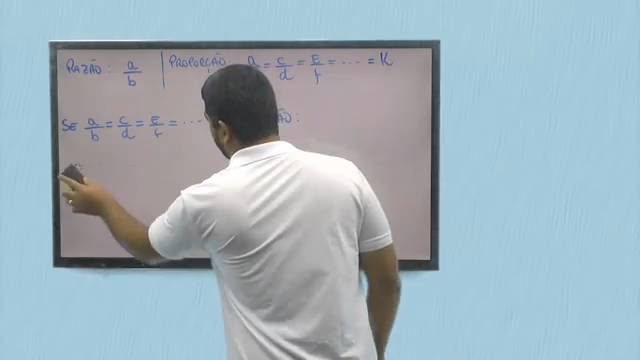 RAZÃO: a/b | PROPORÇÃO: a/b = c/d = E/f = ... = K
SE a/b = c/d = E/f = ...